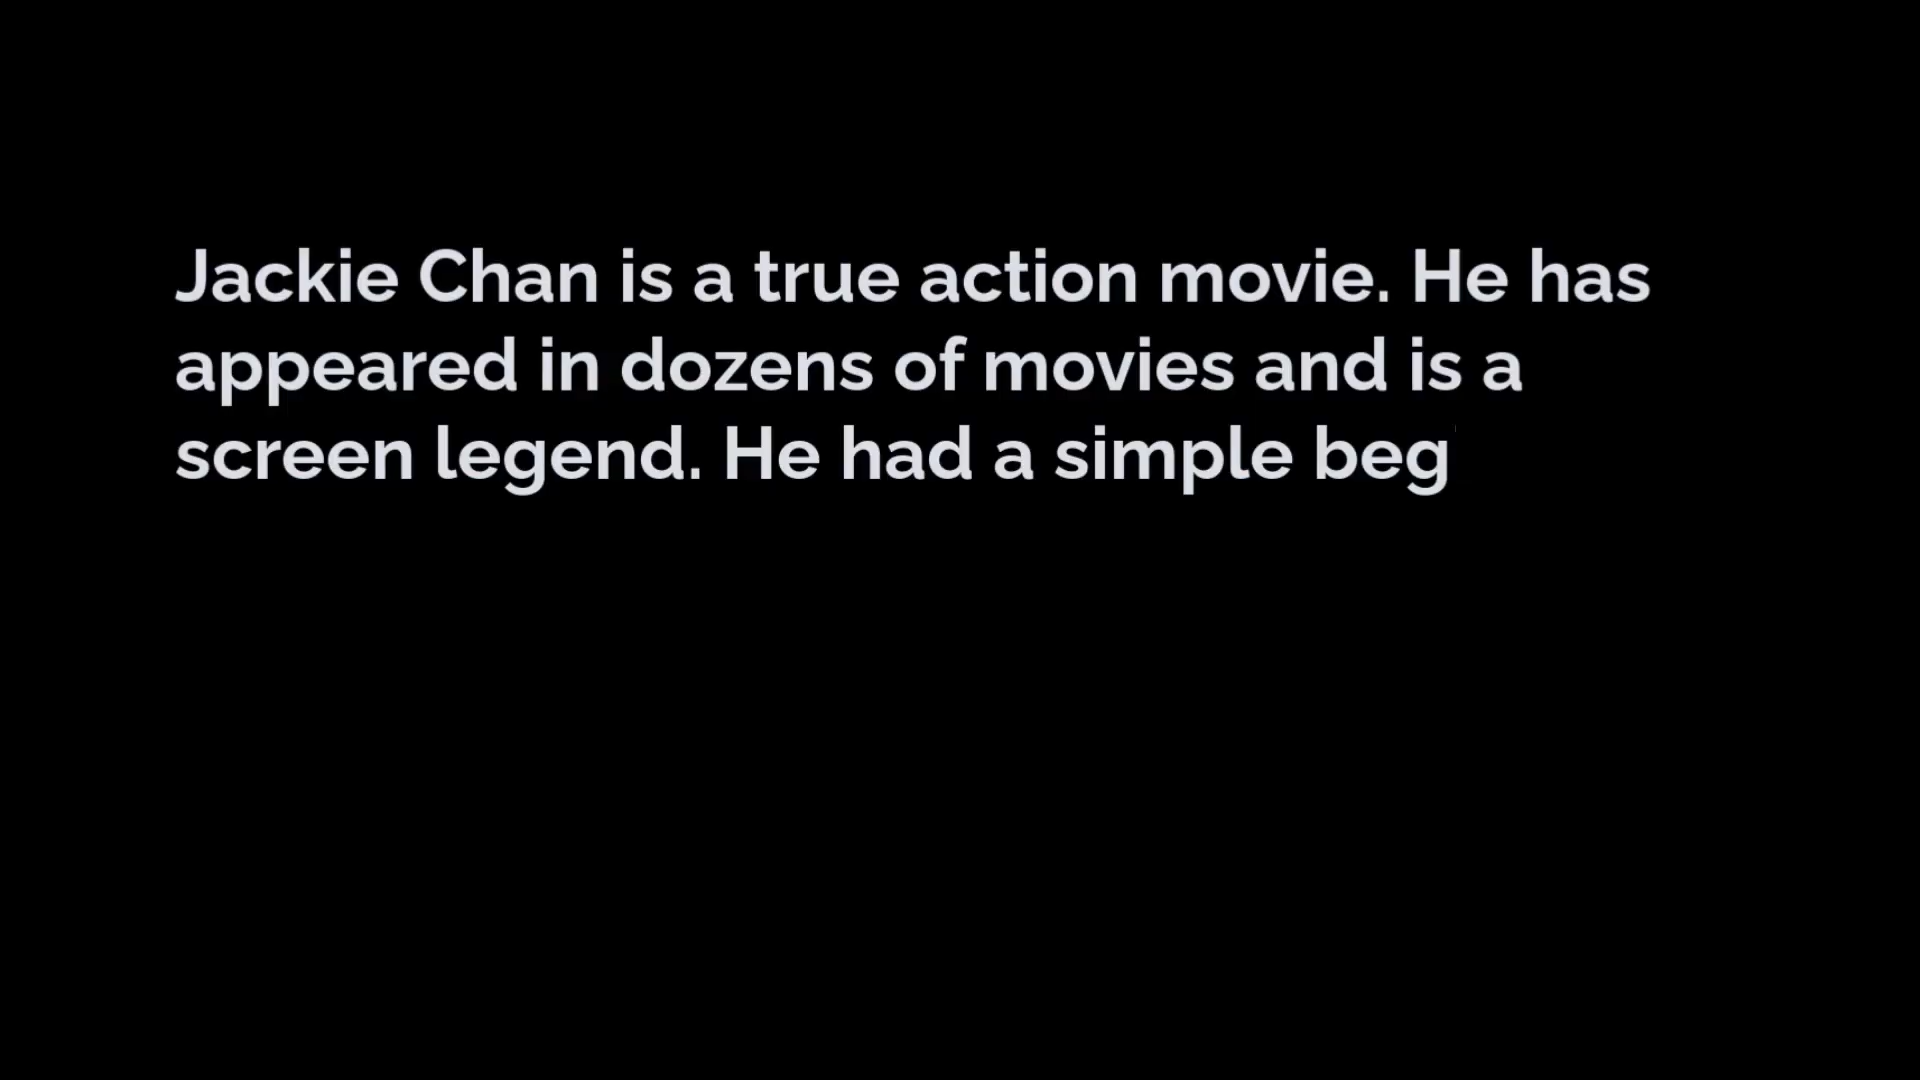 Jackie Chan is a true action movie. He has
appeared in dozens of movies and is a
screen legend. He had a simple beg